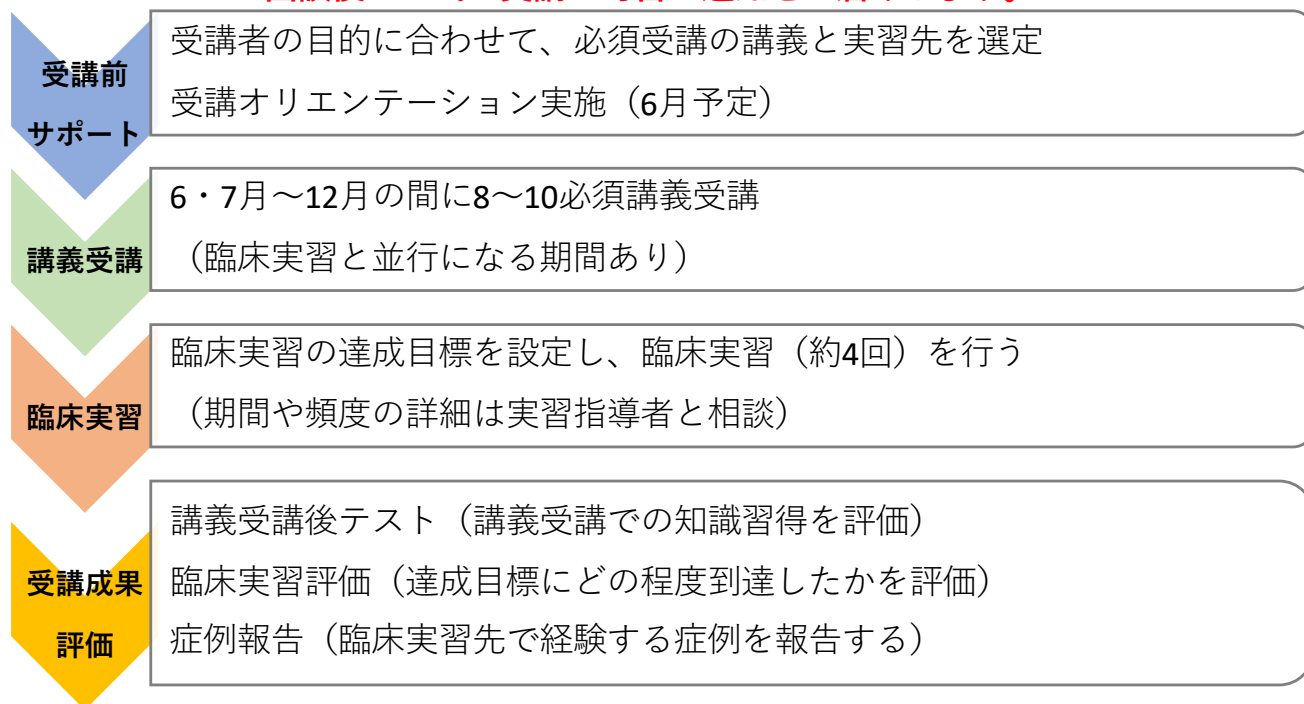 受講前
サポート
受講者の目的に合わせて、必須受講の講義と実習先を選定
受講オリエンテーション実施（6月予定）
講義受講
6・7月～12月の間に8～10必須講義受講
（臨床実習と並行になる期間あり）
臨床実習
臨床実習の達成目標を設定し、臨床実習（約4回）を行う
（期間や頻度の詳細は実習指導者と相談）
受講成果
評価
講義受講後テスト（講義受講での知識習得を評価）
臨床実習評価（達成目標にどの程度到達したかを評価）
症例報告（臨床実習先で経験する症例を報告する）